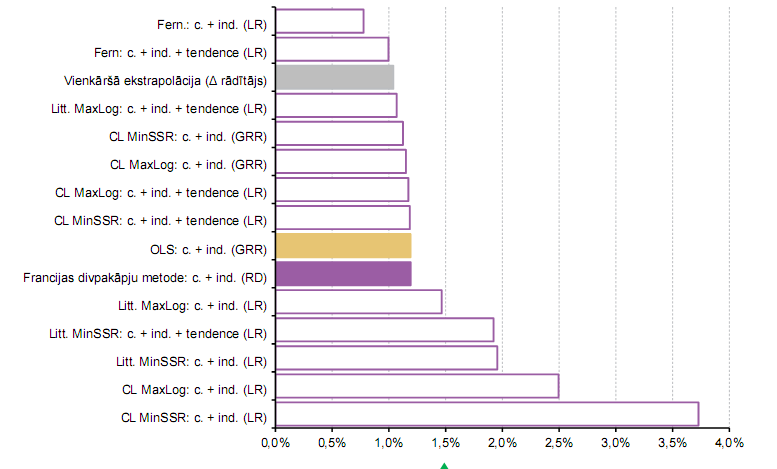 Fern.: c. + ind. (LR)
Fern: c. + ind. + tendence (LR)
Vienkāršā ekstrapolācija (Δ rādītājs)
Litt. MaxLog: c. + ind. + tendence (LR)
CL MinSSR: c. + ind. (GRR)
CL MaxLog: c. + ind. (GRR)
CL MaxLog: c. + ind. + tendence (LR)
CL MinSSR: c. + ind. + tendence (LR)
OLS: c. + ind. (GRR)
Francijas divpakāpju metode: c. + ind. (RD)
Litt. MaxLog: c. + ind. (LR)
Litt. MinSSR: c. + ind. + tendence (LR)
Litt. MinSSR: c. + ind. (LR)
CL MaxLog: c. + ind. (LR)
CL MinSSR: c. + ind. (LR)
0,0% 0,5% 1,0% 1,5% 2,0% 2,5% 3,0% 3,5% 4,0%